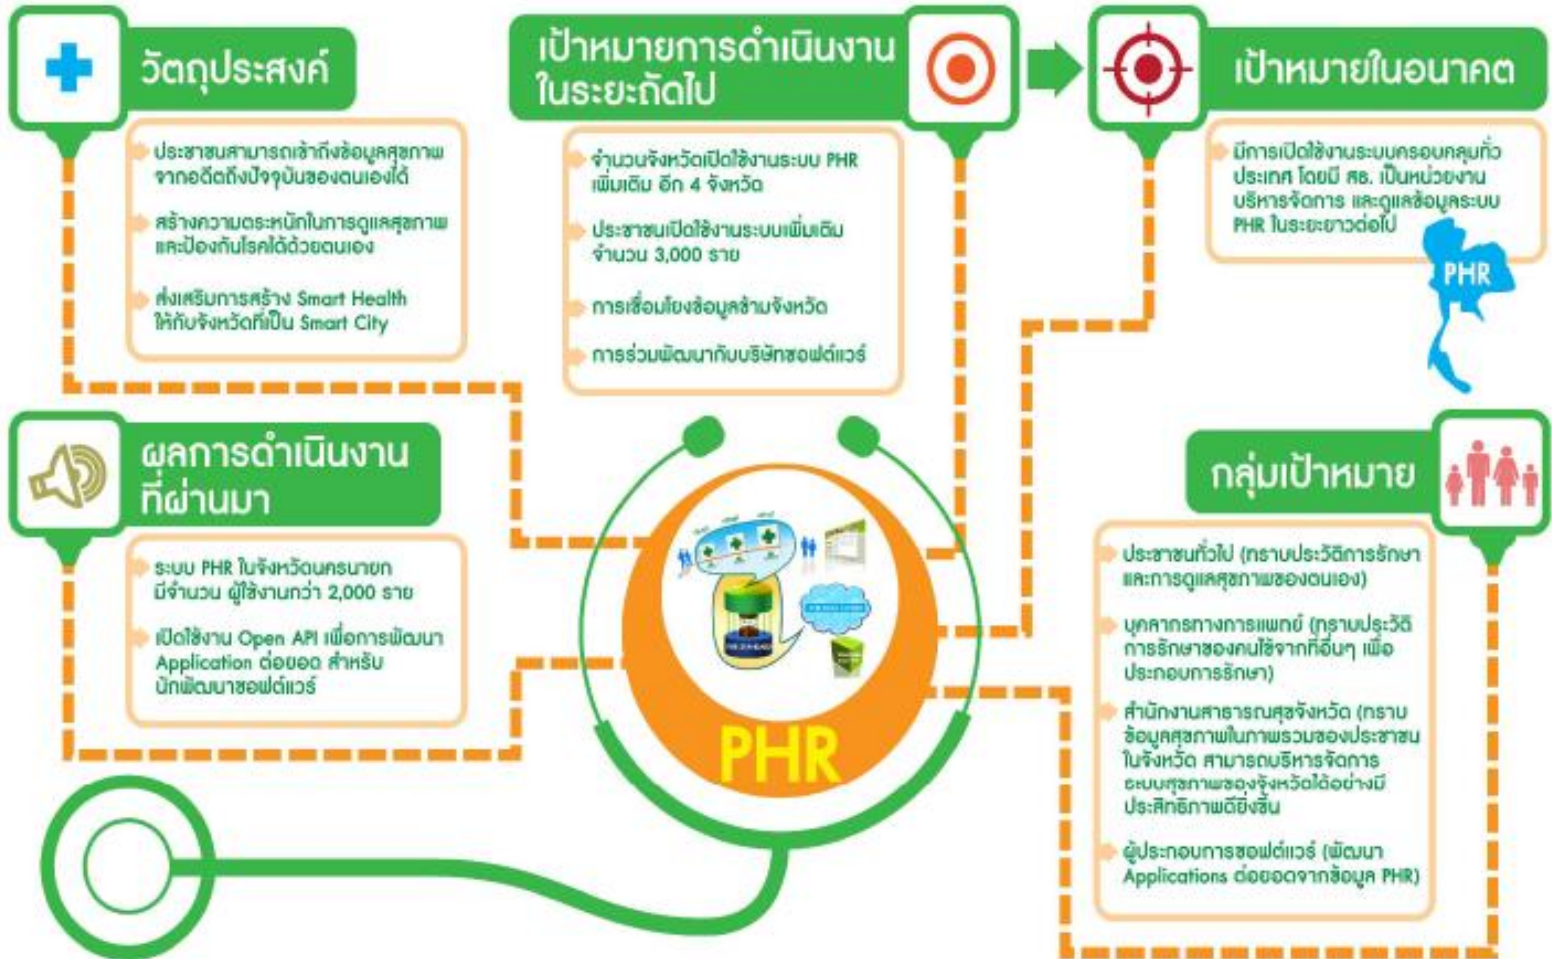 วัตถุประสงค์
ประชาชนสามารถเข้าถึงข้อมูลสุขภาพ
จากอดีตถึงปัจจุบันของตนเองได้
สร้างความตระหนักในการดูแลสุขภาพ
และป้องกันโรคได้ด้วยตนเอง
ส่งเสริมการสร้าง Smart Health
ให้กับจังหวัดที่เป็น Smart City
เป้าหมายการดำเนินงาน
ในระยะถัดไป
จำนวนจังหวัดเปิดใช้งานระบบ PHR
เพิ่มเติม อีก 4 จังหวัด
ประชาชนเปิดใช้งานระบบเพิ่มเติม
จำนวน 3,000 ราย
การเชื่อมโยงข้อมูลข้ามจังหวัด
การร่วมพัฒนากับบริษัทซอฟต์แวร์
เป้าหมายในอนาคต
มีการเปิดใช้งานระบบครอบคลุมทั่ว
ประเทศ โดยมี สธ. เป็นหน่วยงาน
บริหารจัดการ และดูแลข้อมูลระบบ
PHR ในระยะยาวต่อไป
PHR
ผลการดำเนินงาน
ที่ผ่านมา
ระบบ PHR ในจังหวัดนครนายก
มีจำนวน ผู้ใช้งานกว่า 2,000 ราย
เปิดใช้งาน Open API เพื่อการพัฒนา
Application ต่อยอด สำหรับ
นักพัฒนาซอฟต์แวร์
PHR
กลุ่มเป้าหมาย
ประชาชนทั่วไป (ทราบประวัติการรักษา
และการดูแลสุขภาพของตนเอง)
บุคลากรทางการแพทย์ (ทราบประวัติ
การรักษาของคนไข้จากที่อื่นๆ เพื่อ
ประกอบการรักษา)
สำนักงานสาธารณสุขจังหวัด (ทราบ
ข้อมูลสุขภาพในภาพรวมของประชาชน
ในจังหวัด สามารถบริหารจัดการ
ระบบสุขภาพของจังหวัดได้อย่างมี
ประสิทธิภาพดียิ่งขึ้น
ผู้ประกอบการซอฟต์แวร์ (พัฒนา
Applications ต่อยอดจากข้อมูล PHR)